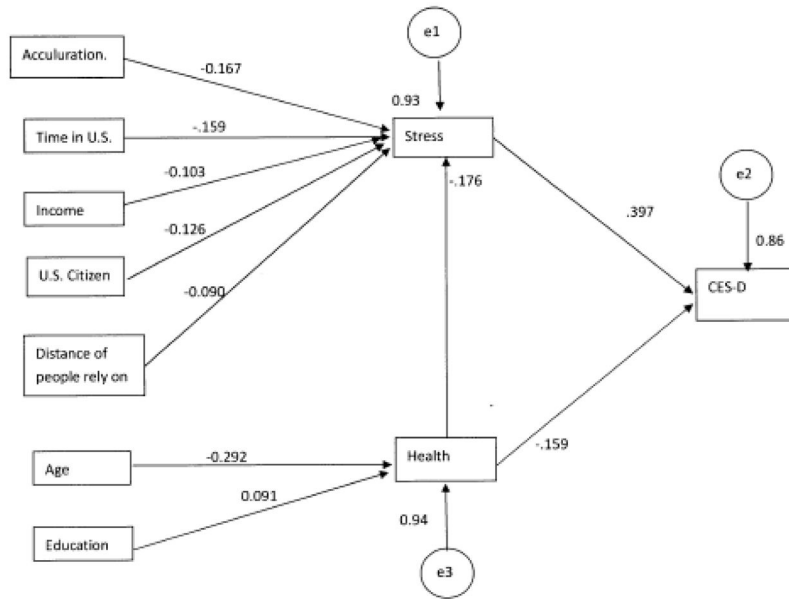 e1
Acculuration.
-0.167
0.93
Time in U.S.
-.159
Stress
-0.103
-.176
e2
Income
-0.126
.397
0.86
U.S. Citizen
-0.090
CES-D
Distance of
people rely on
Health
-.159
Age
-0.292
0.091
Education
0.94
e3